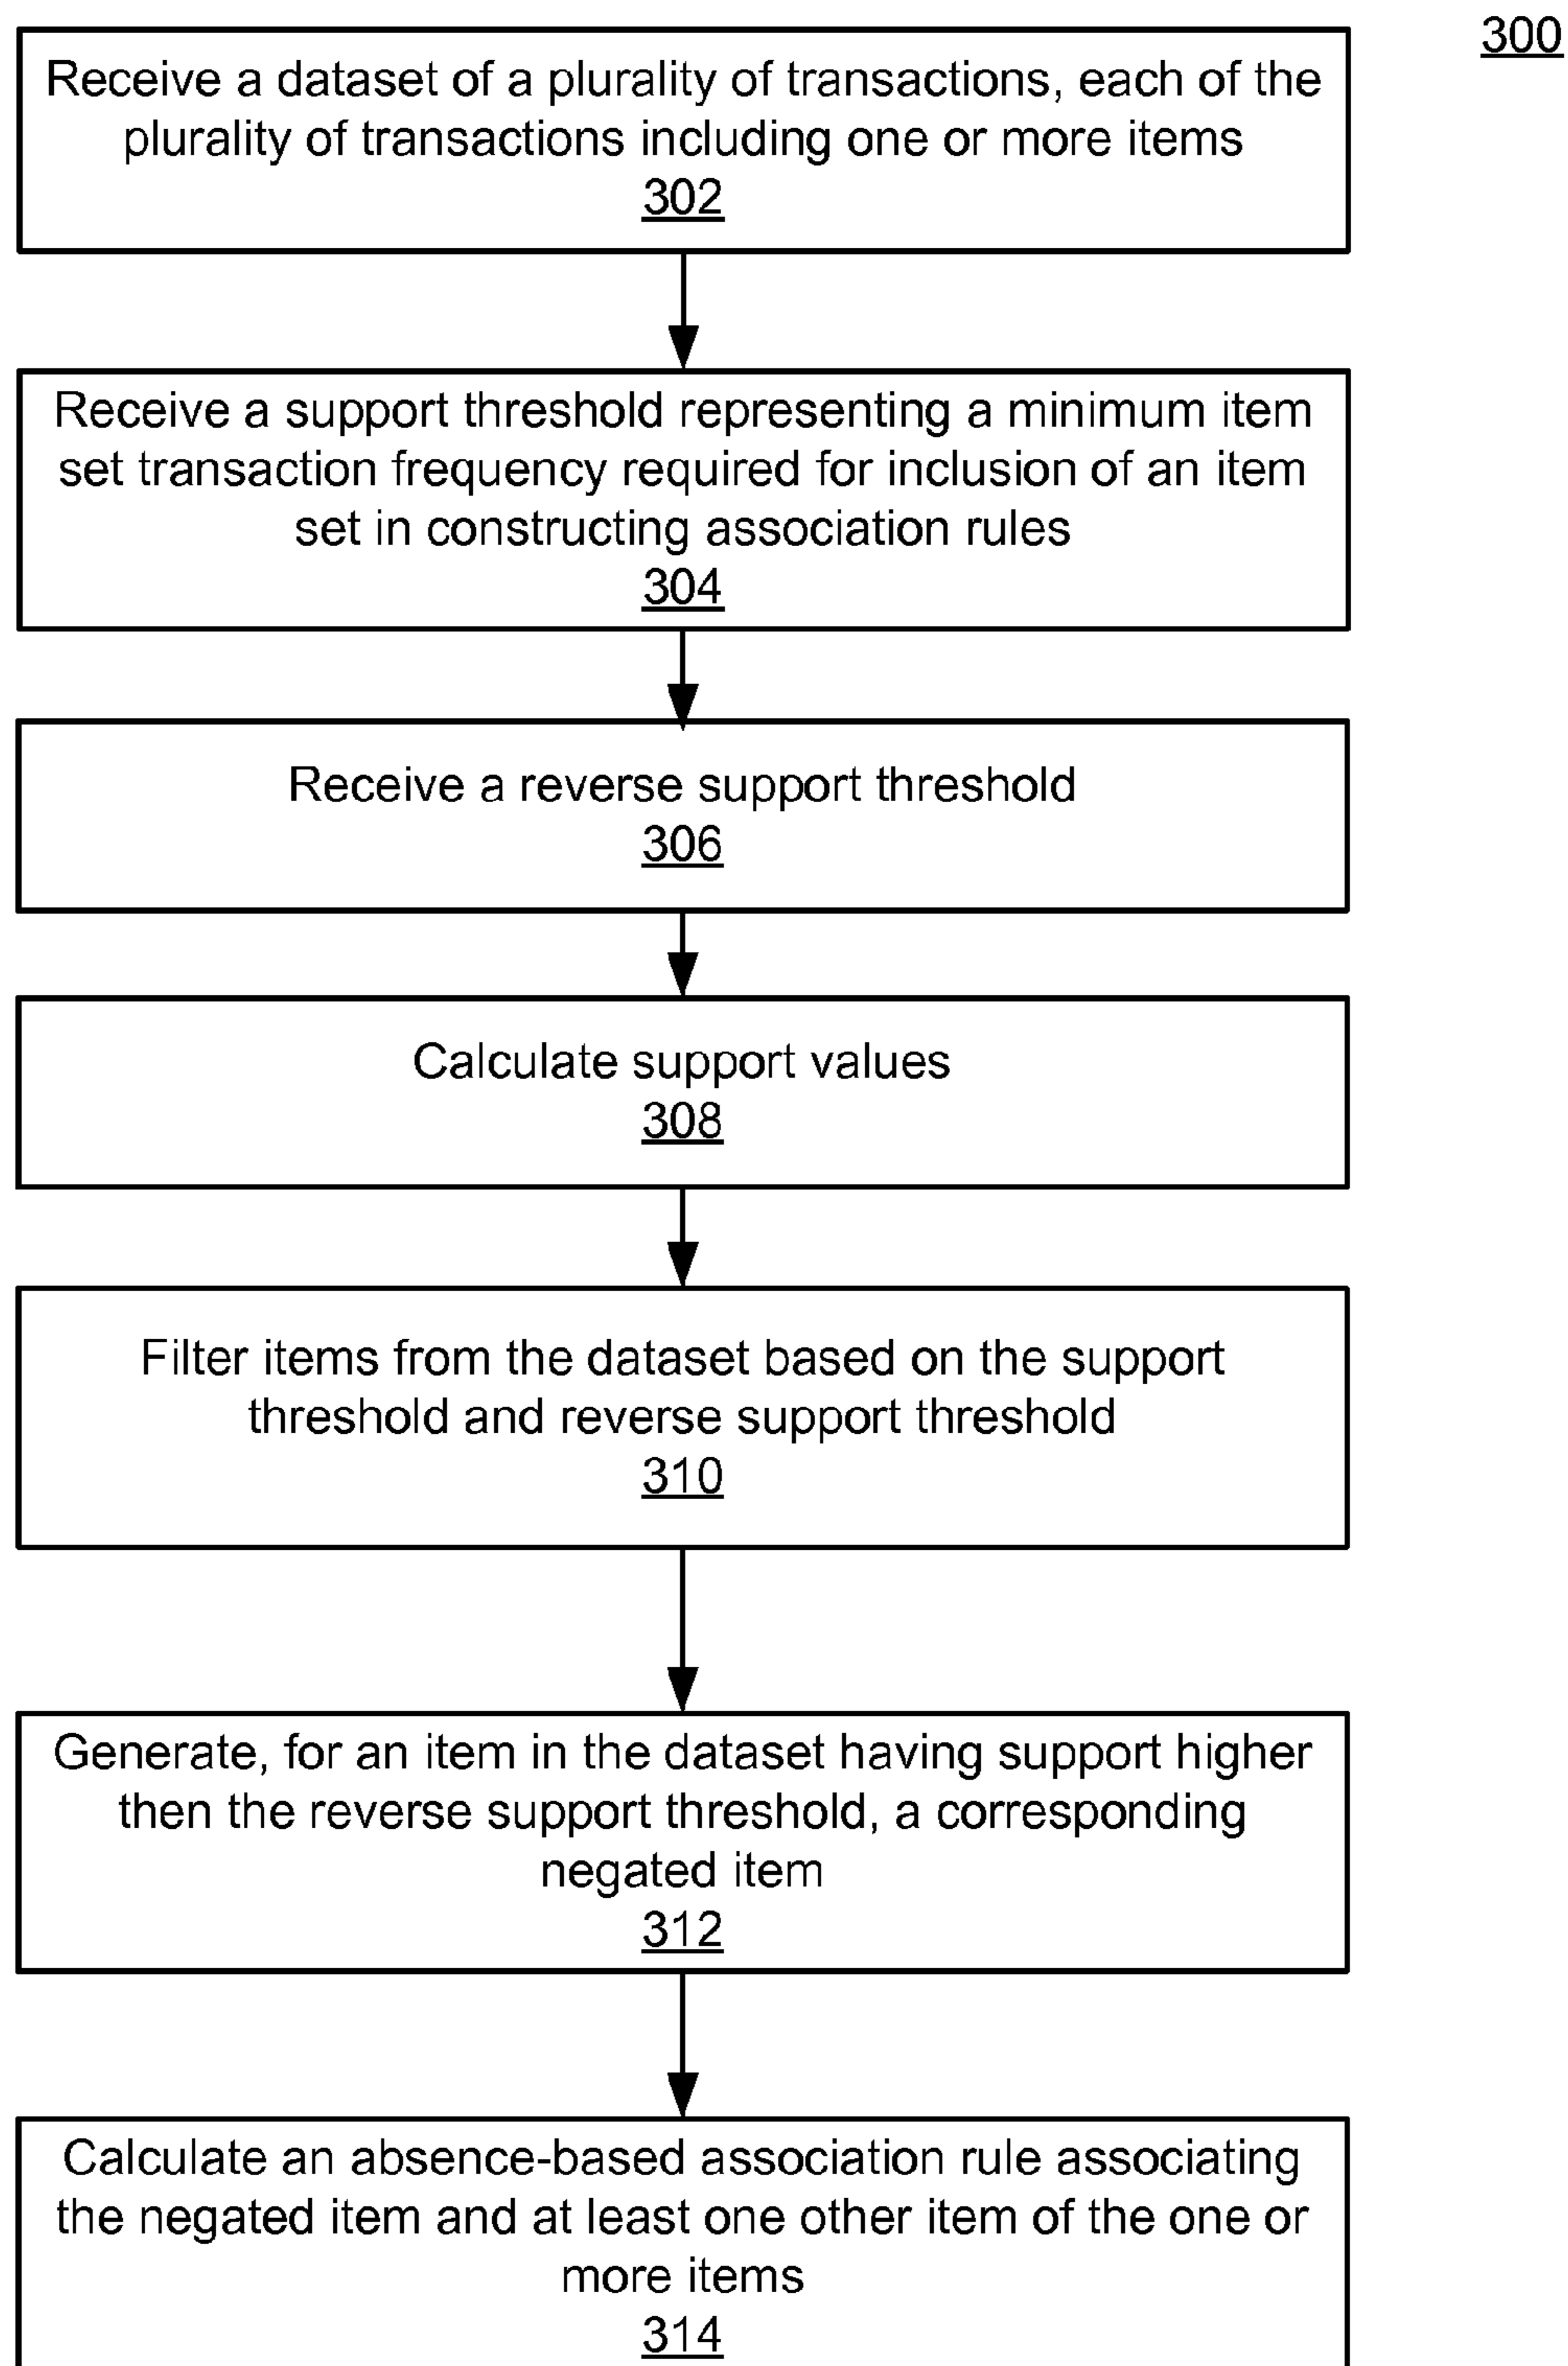 300
Receive a dataset of a plurality of transactions, each of the
plurality of transactions including one or more items
302
Receive a support threshold representing a minimum item
set transaction frequency required for inclusion of an item
set in constructing association rules
304
Receive a reverse support threshold
306
Calculate support values
308
Filter items from the dataset based on the support
threshold and reverse support threshold
310
Generate, for an item in the dataset having support higher
then the reverse support threshold, a corresponding
negated item
312
Calculate an absence-based association rule associating
the negated item and at least one other item of the one or
more items
314